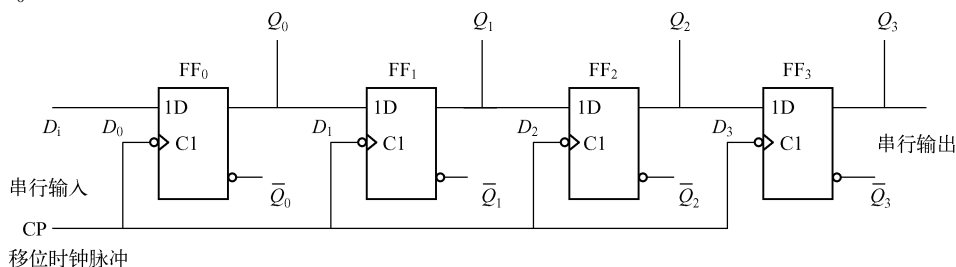 Q₀ Q₁ Q₂ Q₃
FF₀ FF₁ FF₂ FF₃
1D 1D 1D 1D
Dᵢ D₀ C1 D₁ C1 D₂ C1 D₃ C1 串行输出
串行输入 Q̅₀ Q̅₁ Q̅₂ Q̅₃
CP
移位时钟脉冲